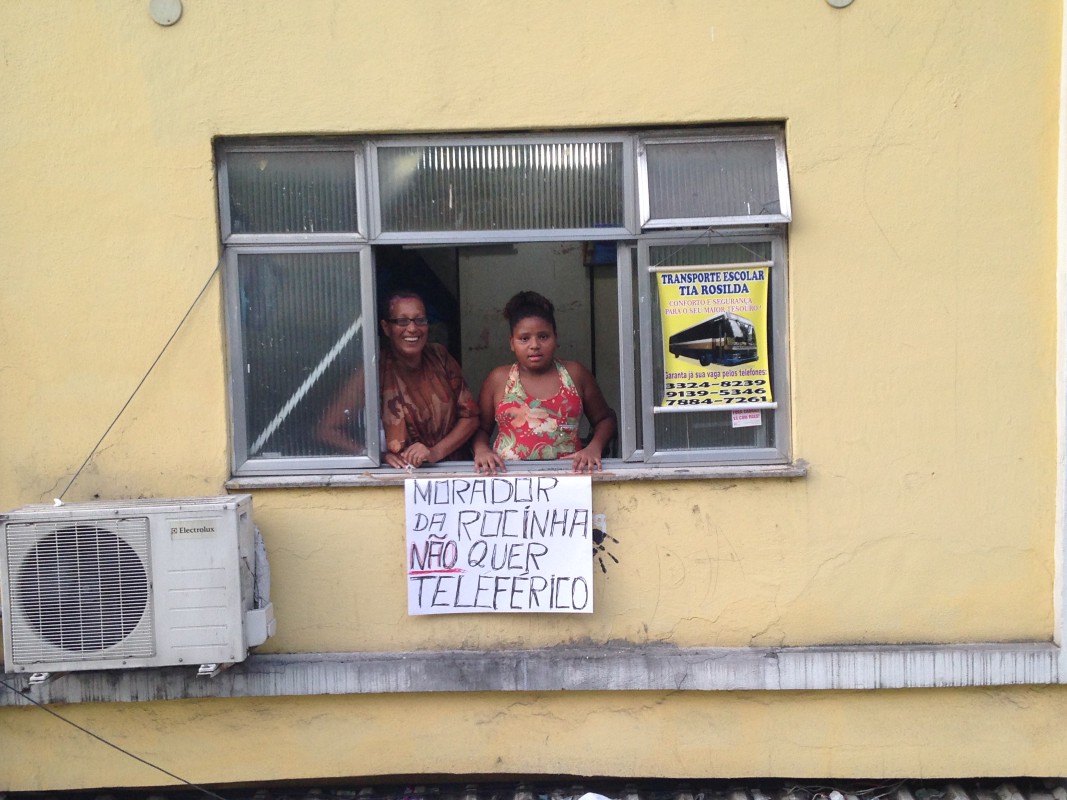 TRANSPORTE ESCOLAR
TIA ROSILDA
CONFORTO E SEGURANÇA
PARA O SEU MAIOR TESOURO!
Garanta já sua vaga pelos telefones:
3324-8239
9139-5346
7884-7261
MORADOR
DA ROCINHA
NÃO QUER
TELEFÉRICO
Electrolux